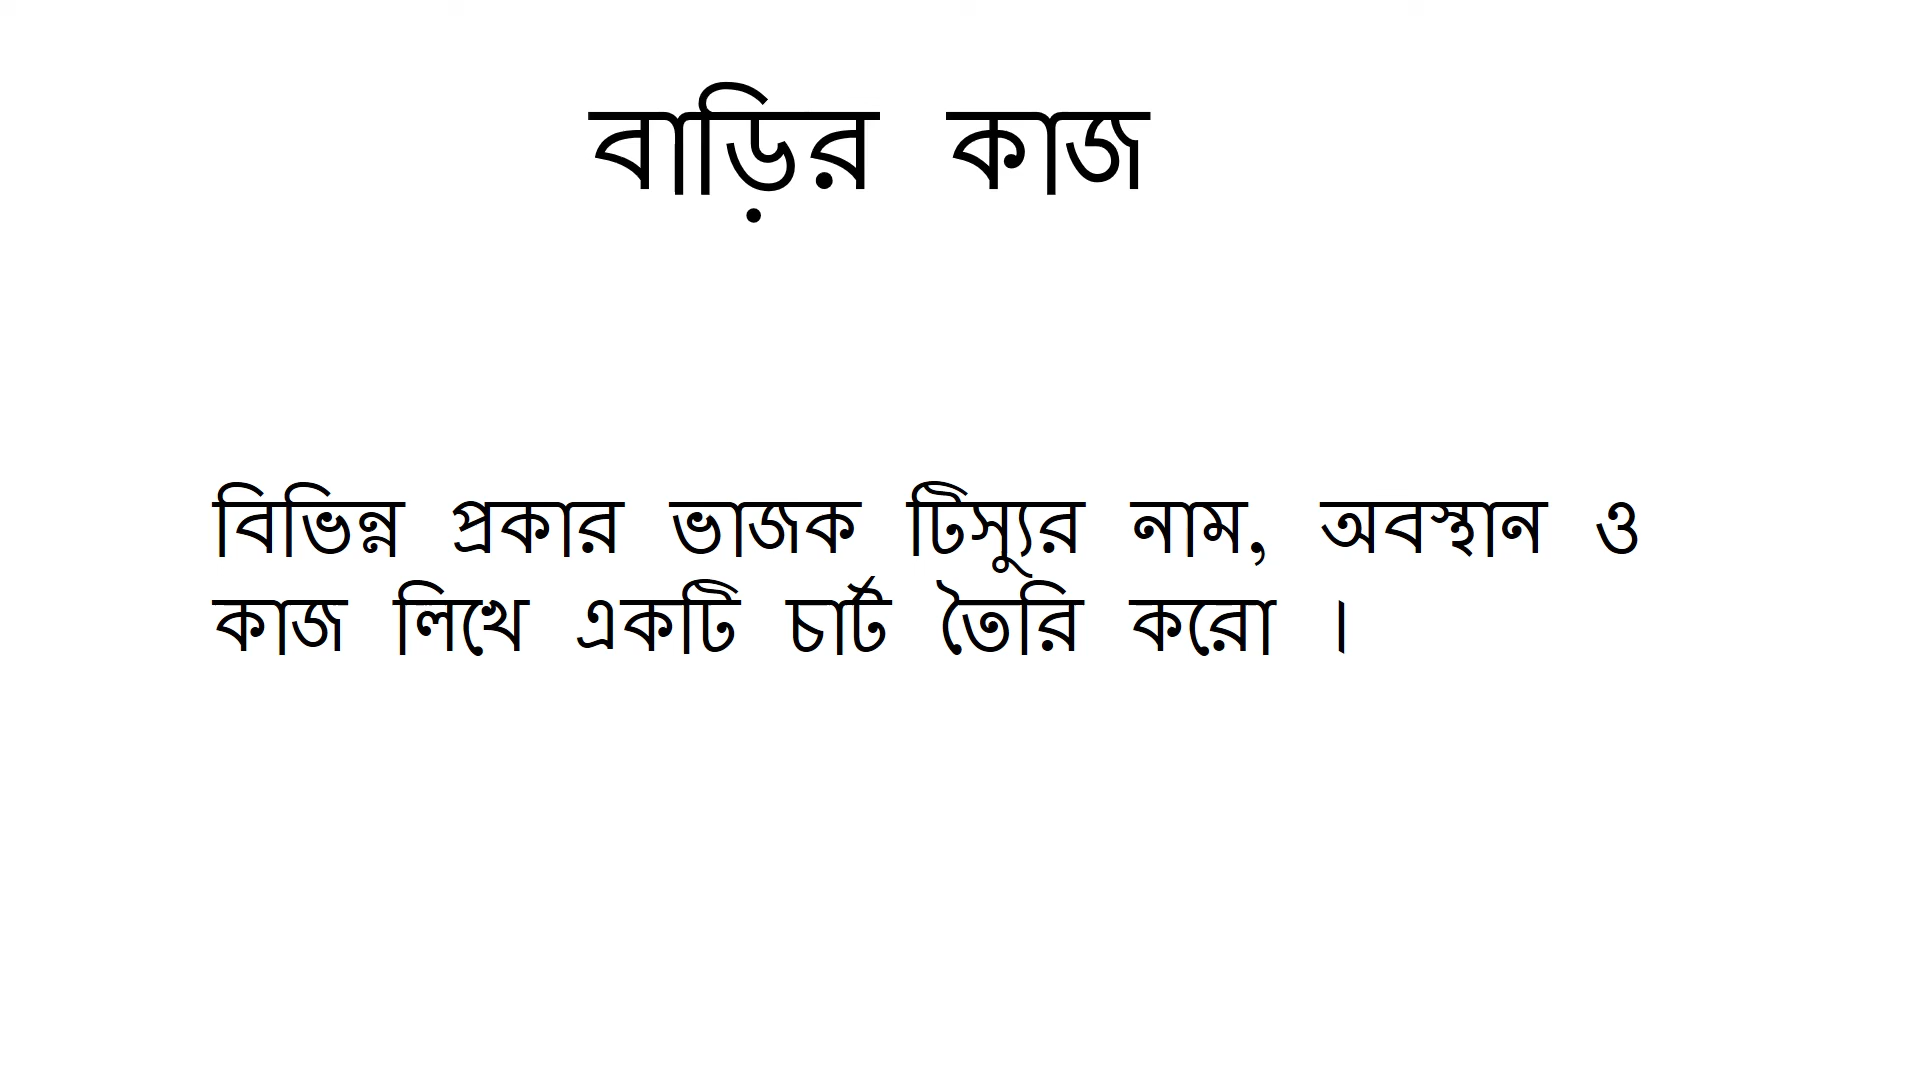 বাড়ির কাজ
বিভিন্ন প্রকার ভাজক টিস্যুর নাম, অবস্থান ও
কাজ লিখে একটি চার্ট তৈরি করো ।